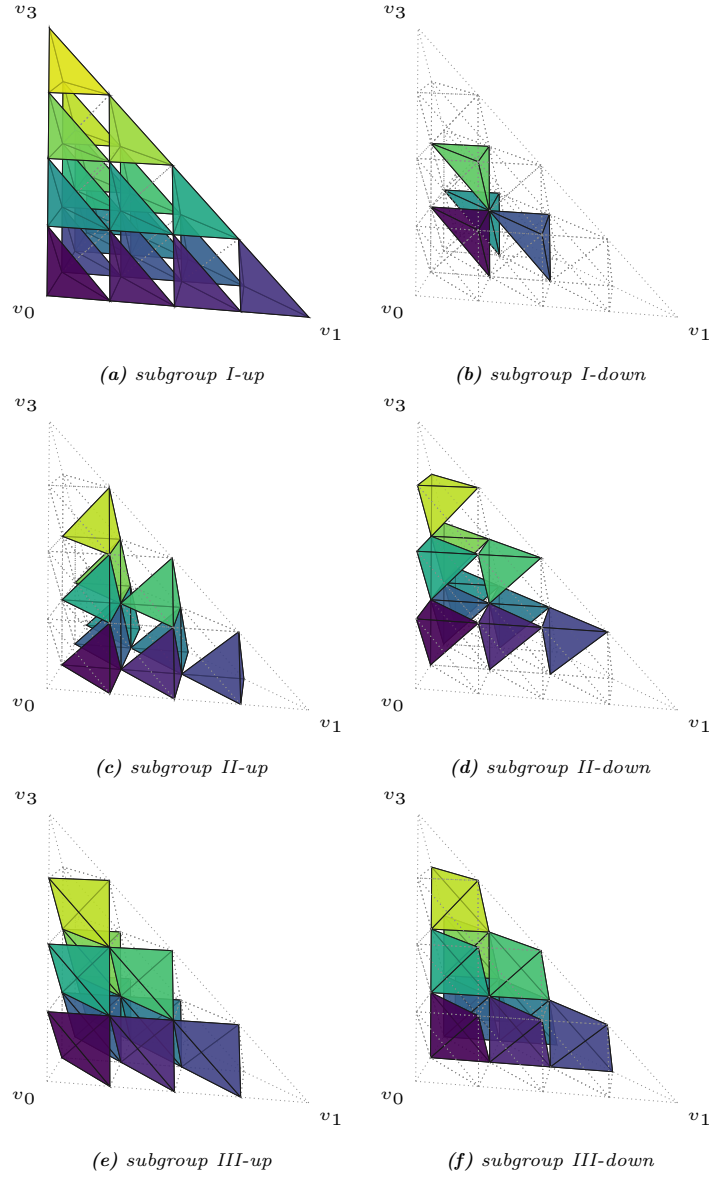 v₃
v₀
v₁
(a) subgroup I-up
v₃
v₀
v₁
(b) subgroup I-down
v₃
v₀
v₁
(c) subgroup II-up
v₃
v₀
v₁
(d) subgroup II-down
v₃
v₀
v₁
(e) subgroup III-up
v₃
v₀
v₁
(f) subgroup III-down